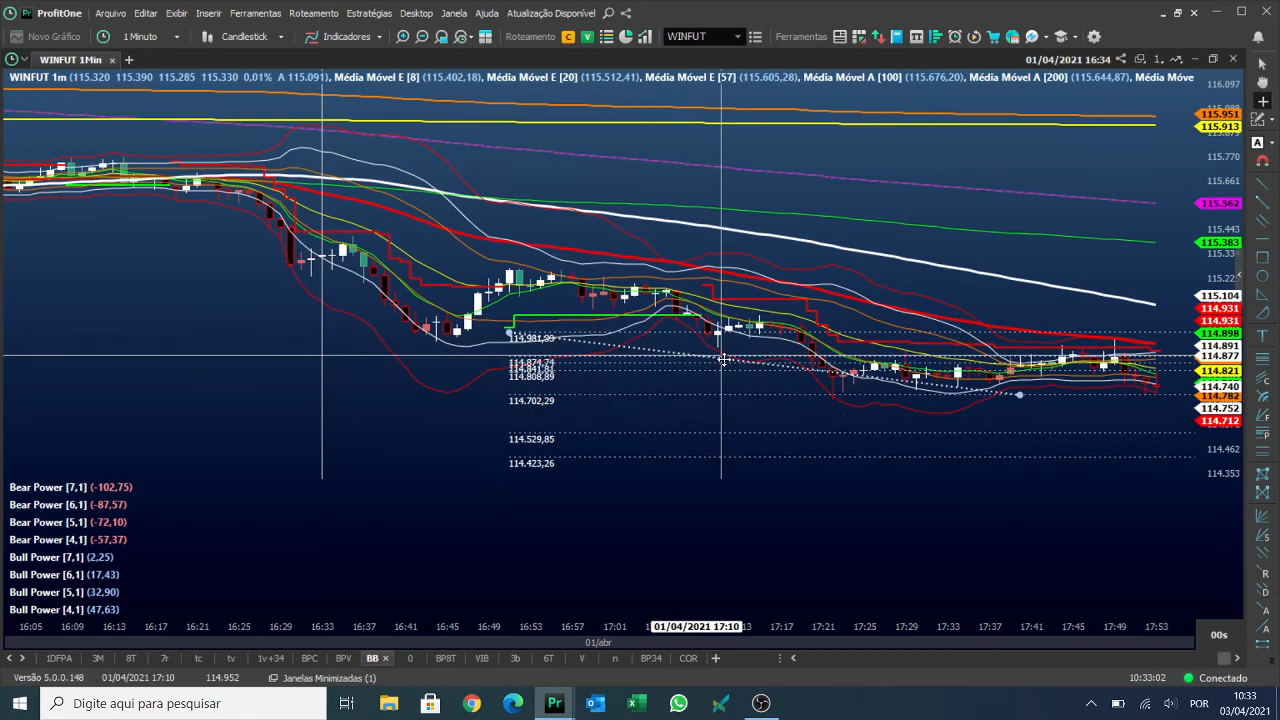 ProfitOne Arquivo Editar Exibir Inserir Ferramentas Roteamento Estratégias Desktop Janela Ajuda Atualização Disponível
Novo Gráfico 1 Minuto Candlestick Indicadores Roteamento C V WINFUT Ferramentas
WINFUT 1Min 01/04/2021 16:34
WINFUT 1m (115.320 115.390 115.285 115.330 0,01% A 115.091), Média Móvel E [8] (115.402,18), Média Móvel E [20] (115.512,41), Média Móvel E [57] (115.605,28), Média Móvel A [100] (115.676,20), Média Móvel A [200] (115.644,87), Média Móve
116.097
115.951
115.913
115.770
115.661
115.562
115.443
115.383
115.334
115.22
115.104
114.931
114.931
114.898
114.891
114.877
114.821
114.740
114.782
114.752
114.712
114.462
114.353
114.981,99
114.874,74
114.808,89
114.702,29
114.529,85
114.423,26
Bear Power [7,1] (-102,75)
Bear Power [6,1] (-87,57)
Bear Power [5,1] (-72,10)
Bear Power [4,1] (-57,37)
Bull Power [7,1] (2,25)
Bull Power [6,1] (17,43)
Bull Power [5,1] (32,90)
Bull Power [4,1] (47,63)
16:05 16:09 16:13 16:17 16:21 16:25 16:29 16:33 16:37 16:41 16:45 16:49 16:53 16:57 17:01 01/04/2021 17:10 13 17:17 17:21 17:25 17:29 17:33 17:37 17:41 17:45 17:49 17:53 00s
01/abr
1DFPA 3M 8T 7r tc tv 1v+34 BPC BPV BB 0 BP8T VIB 3b 6T V n BP34 COR
Versão 5.0.0.148 01/04/2021 17:10 114.952 Janelas Minimizadas (1) 10:33:02 Conectado
Digite aqui para pesquisar POR 10:33
03/04/2021